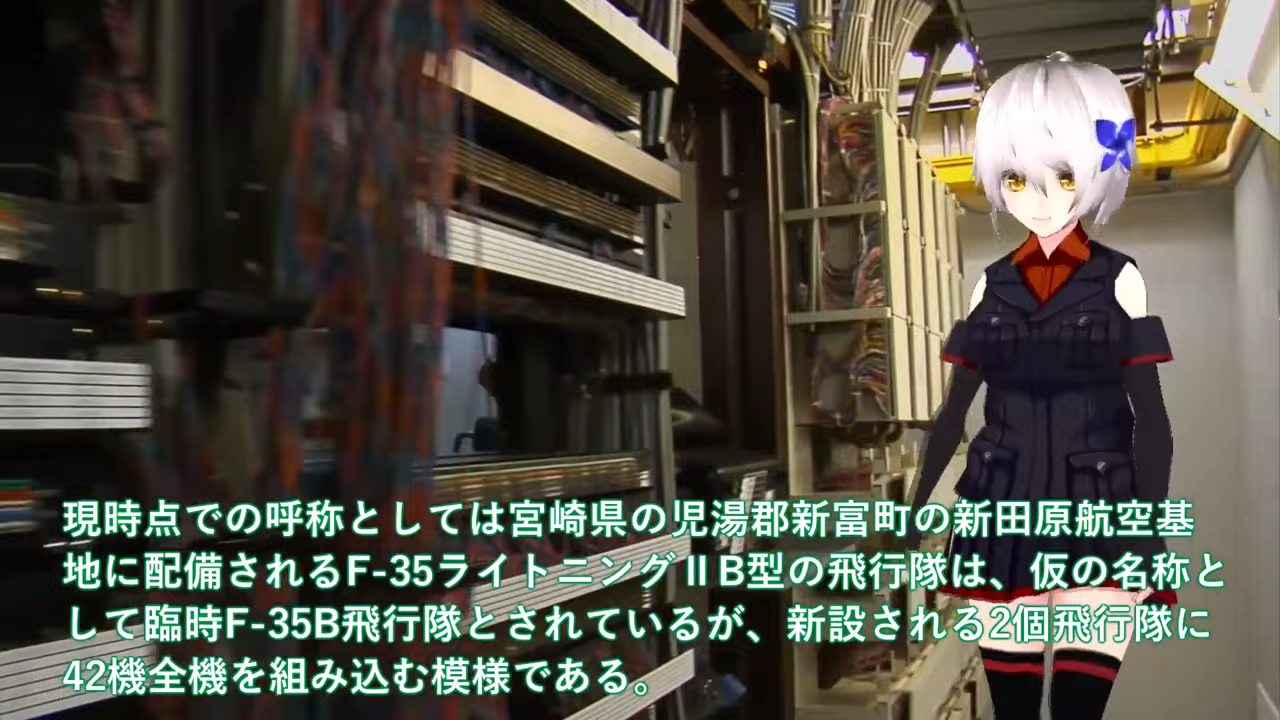 現時点での呼称としては宮崎県の児湯郡新富町の新田原航空基
地に配備されるF-35ライトニングⅡB型の飛行隊は、仮の名称と
して臨時F-35B飛行隊とされているが、新設される2個飛行隊に
42機全機を組み込む模様である。